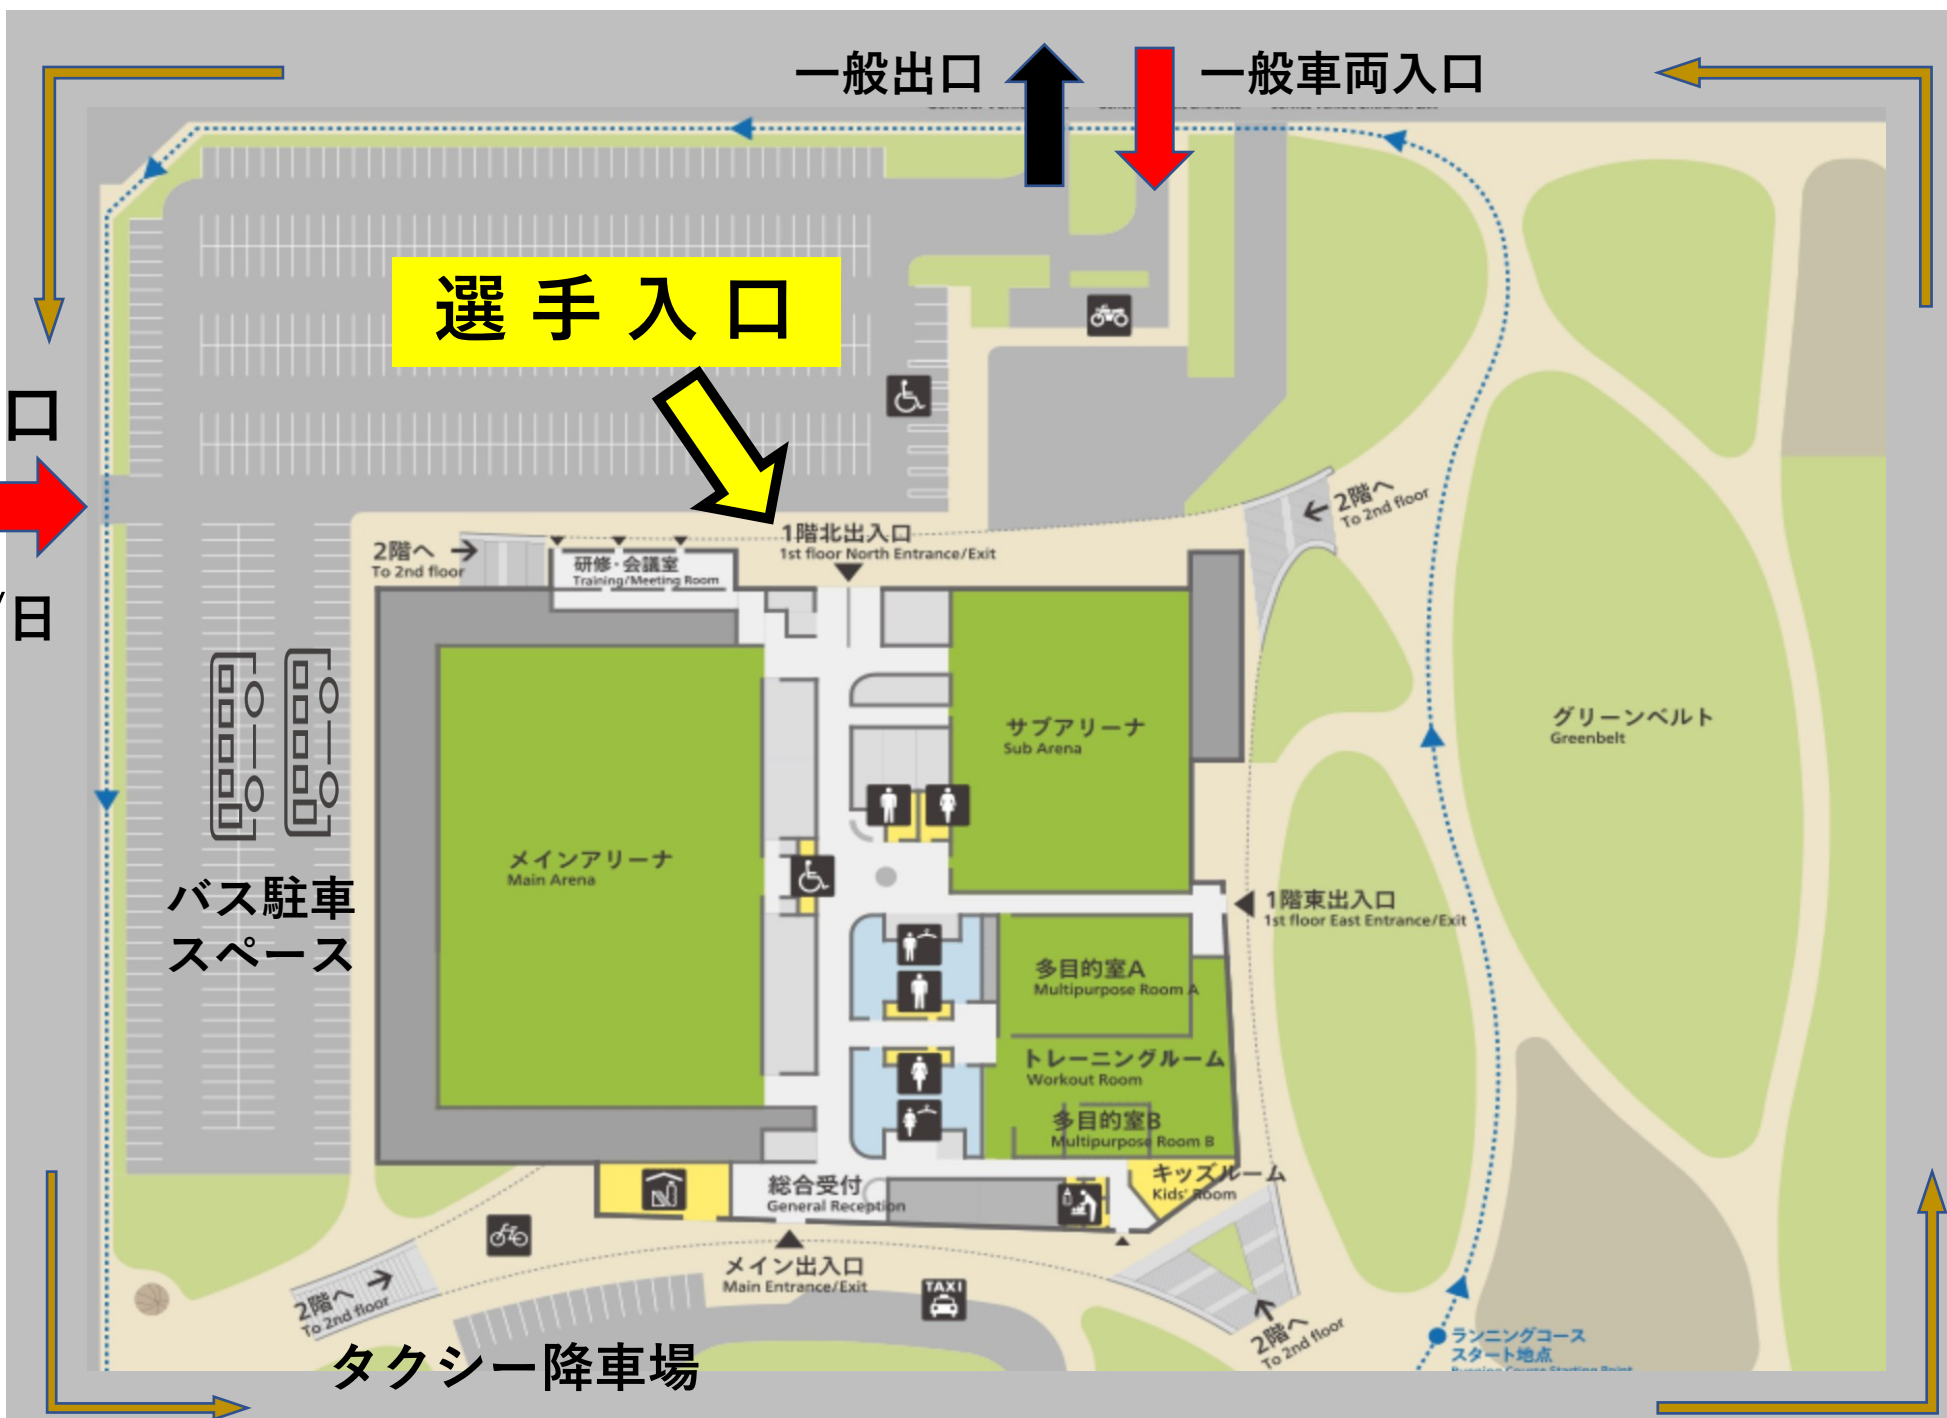 一般出口
一般車両入口
選手入口
口
日
2階へ
To 2nd floor
1階北出入口
1st floor North Entrance/Exit
研修・会議室
Training/Meeting Room
2階へ
To 2nd floor
サブアリーナ
Sub Arena
グリーンベルト
Greenbelt
メインアリーナ
Main Arena
バス駐車
スペース
1階東出入口
1st floor East Entrance/Exit
多目的室A
Multipurpose Room A
トレーニングルーム
Workout Room
多目的室B
Multipurpose Room B
キッズルーム
Kids' Room
総合受付
General Reception
メイン出入口
Main Entrance/Exit
TAXI
2階へ
To 2nd floor
2階へ
To 2nd floor
タクシー降車場
ランニングコース
スタート地点
Running Course Starting Point